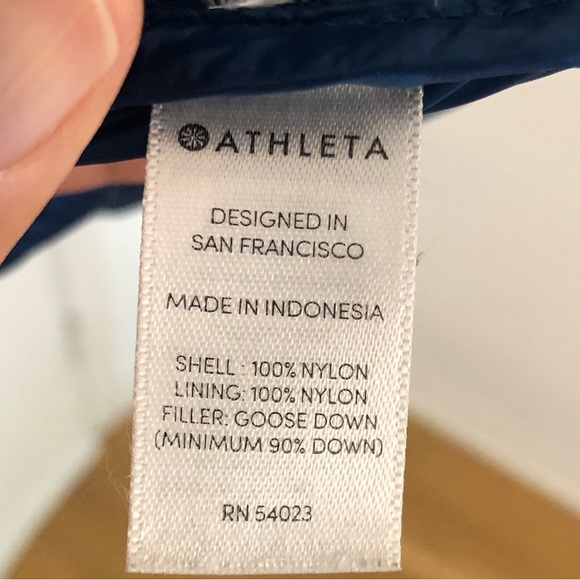 ATHLETA
DESIGNED IN
SAN FRANCISCO
MADE IN INDONESIA
SHELL : 100% NYLON
LINING: 100% NYLON
FILLER: GOOSE DOWN
(MINIMUM 90% DOWN)
RN 54023